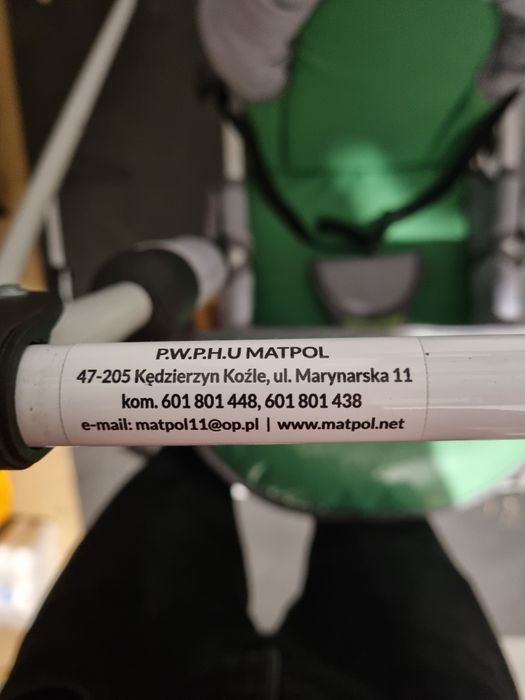 P.W.P.H.U MATPOL
47-205 Kędzierzyn Koźle, ul. Marynarska 11
kom. 601 801 448, 601 801 438
e-mail: matpol11@op.pl | www.matpol.net